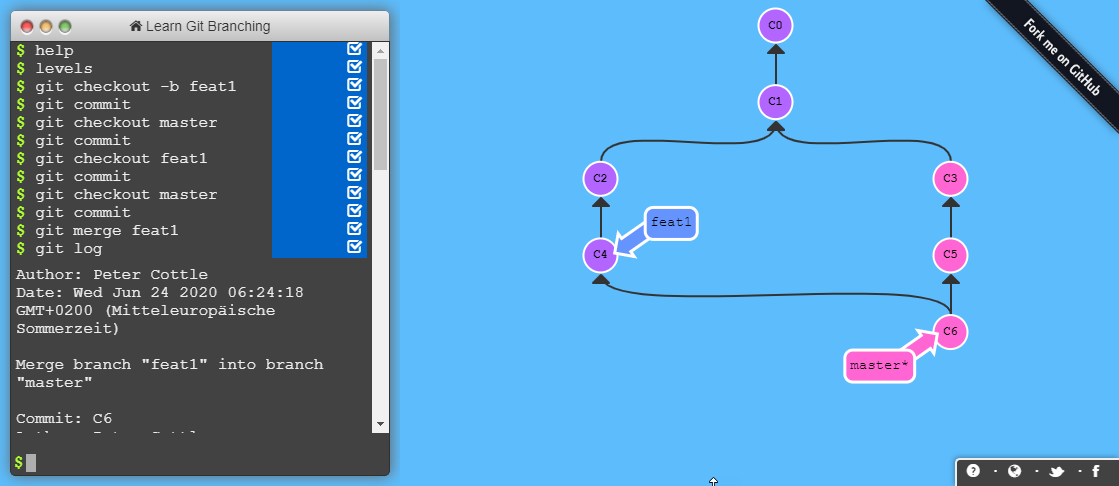 Learn Git Branching
$ help
$ levels
$ git checkout -b feat1
$ git commit
$ git checkout master
$ git commit
$ git checkout feat1
$ git commit
$ git checkout master
$ git commit
$ git merge feat1
$ git log
Author: Peter Cottle
Date: Wed Jun 24 2020 06:24:18
GMT+0200 (Mitteleuropäische
Sommerzeit)
Merge branch "feat1" into branch
"master"
Commit: C6
$
C0
C1
C2
C3
feat1
C4
C5
C6
master*
Fork me on GitHub